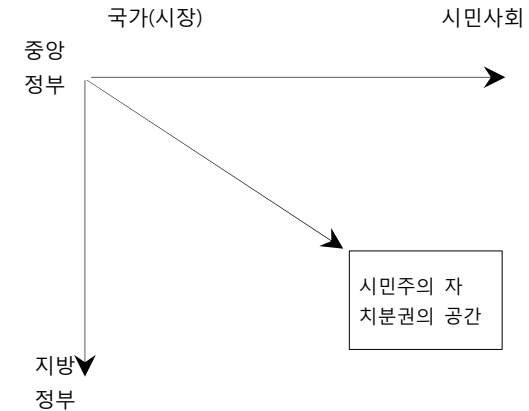 국가(시장) 시민사회
중앙
정부
시민주의 자
치분권의 공간
지방
정부